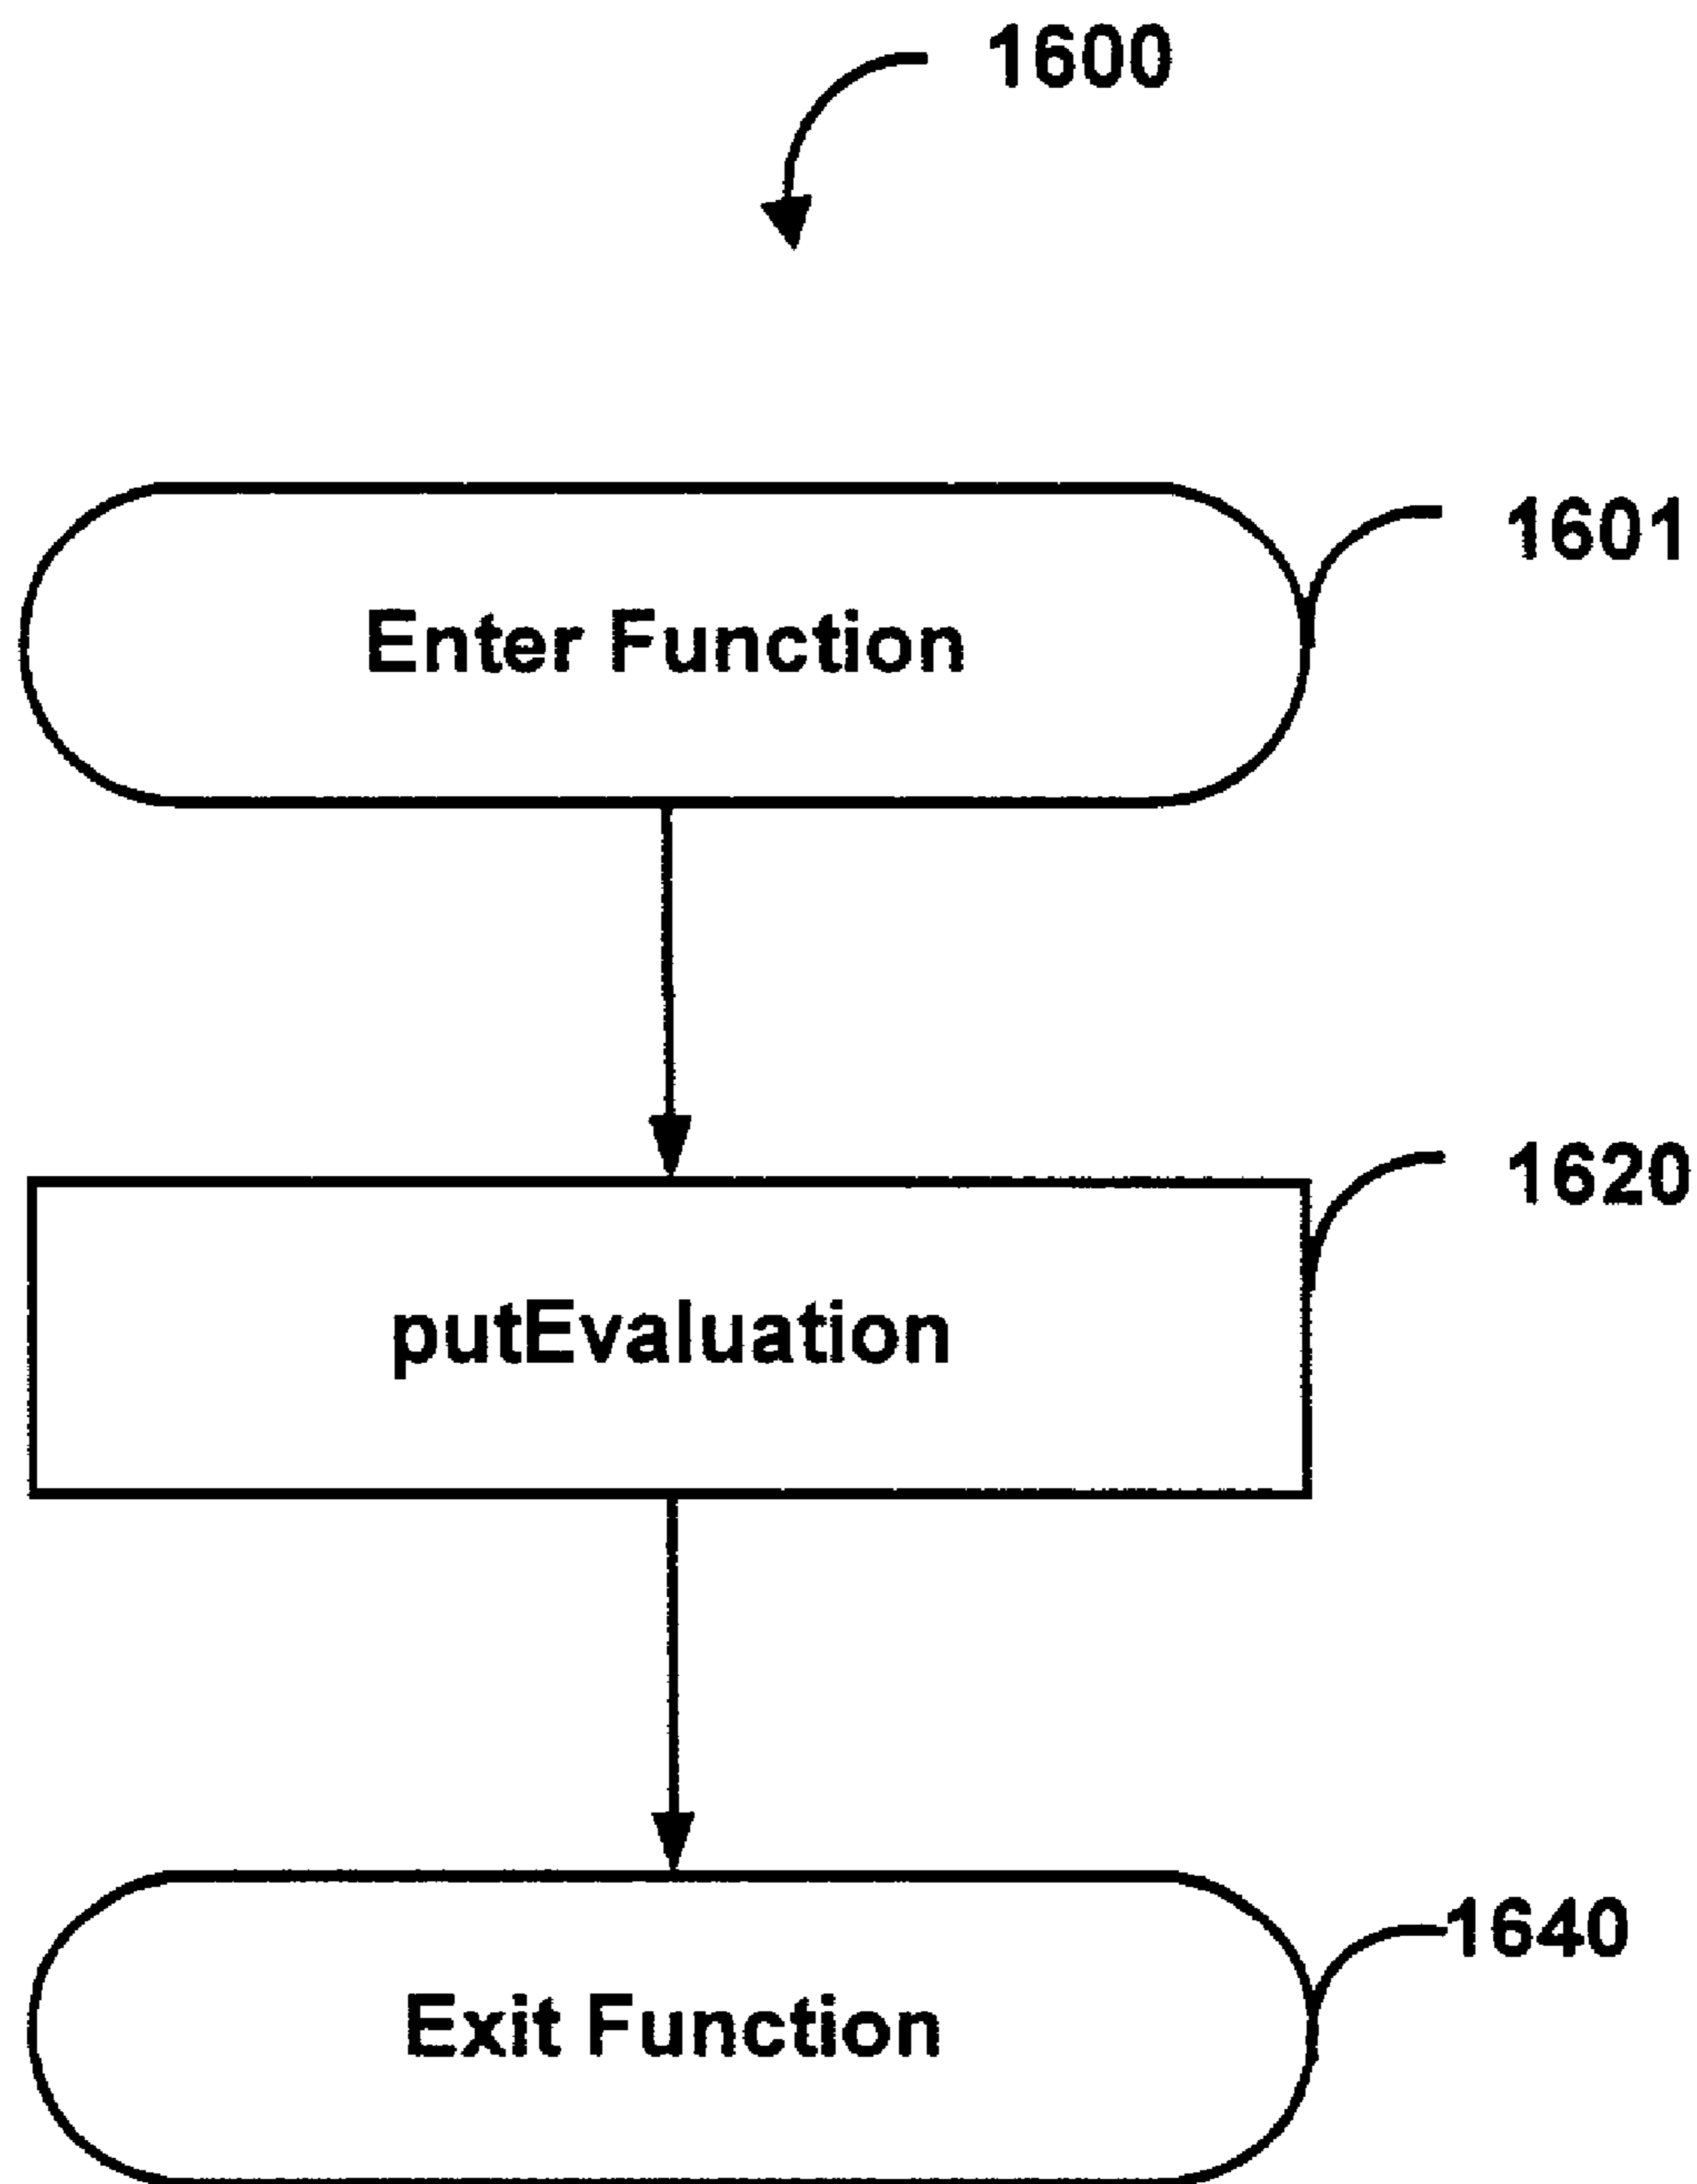 1600
1601
Enter Function
1620
putEvaluation
1640
Exit Function